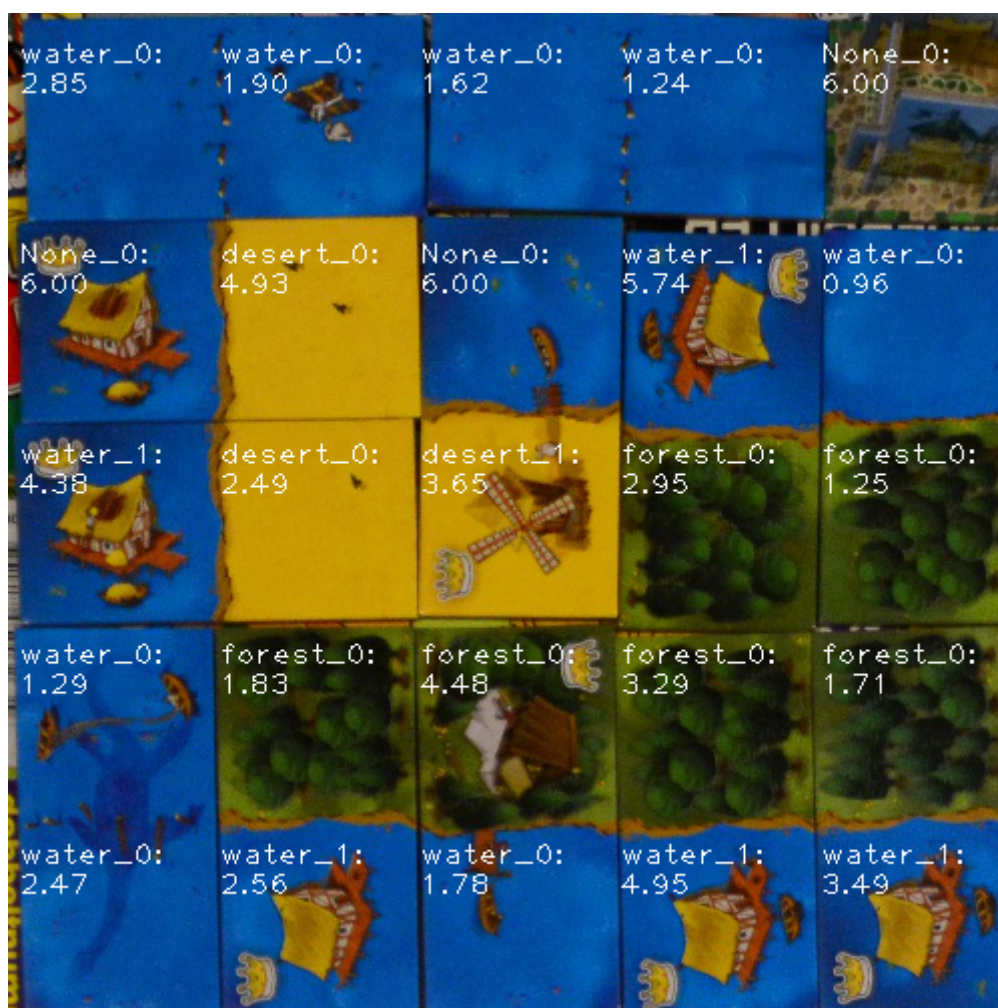 water_0: water_0: water_0: water_0: None_0:
2.85 1.90 1.62 1.24 6.00
None_0: desert_0: None_0: water_1: water_0:
6.00 4.93 6.00 5.74 0.96
water_1: desert_0: desert_1: forest_0: forest_0:
4.38 2.49 3.65 2.95 1.25
water_0: forest_0: forest_0: forest_0: forest_0:
1.29 1.83 4.48 3.29 1.71
water_0: water_1: water_0: water_1: water_1:
2.47 2.56 1.78 4.95 3.49